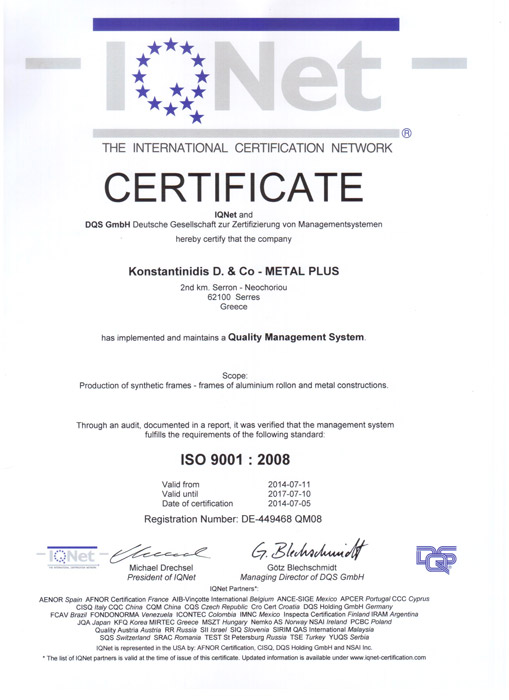 IQNet
®
THE INTERNATIONAL CERTIFICATION NETWORK
CERTIFICATE
IQNet and
DQS GmbH Deutsche Gesellschaft zur Zertifizierung von Managementsystemen
hereby certify that the company
Konstantinidis D. & Co - METAL PLUS
2nd km. Serron - Neochoriou
62100 Serres
Greece
has implemented and maintains a Quality Management System.
Scope:
Production of synthetic frames - frames of aluminium rollon and metal constructions.
Through an audit, documented in a report, it was verified that the management system
fulfills the requirements of the following standard:
ISO 9001 : 2008
Valid from 2014-07-11
Valid until 2017-07-10
Date of certification 2014-07-05
Registration Number: DE-449468 QM08
IQNet
THE INTERNATIONAL CERTIFICATION NETWORK
G. Blechschmidt
DQS
Michael Drechsel Götz Blechschmidt
President of IQNet Managing Director of DQS GmbH
IQNet Partners*:
AENOR Spain AFNOR Certification France AIB-Vinçotte International Belgium ANCE-SIGE Mexico APCER Portugal CCC Cyprus
CISQ Italy CQC China CQM China CQS Czech Republic Cro Cert Croatia DQS Holding GmbH Germany
FCAV Brazil FONDONORMA Venezuela ICONTEC Colombia IMNC Mexico Inspecta Certification Finland IRAM Argentina
JQA Japan KFQ Korea MIRTEC Greece MSZT Hungary Nemko AS Norway NSAI Ireland PCBC Poland
Quality Austria Austria RR Russia SII Israel SIQ Slovenia SIRIM QAS International Malaysia
SQS Switzerland SRAC Romania TEST St Petersburg Russia TSE Turkey YUQS Serbia
IQNet is represented in the USA by: AFNOR Certification, CISQ, DQS Holding GmbH and NSAI Inc.
* The list of IQNet partners is valid at the time of issue of this certificate. Updated information is available under www.iqnet-certification.com